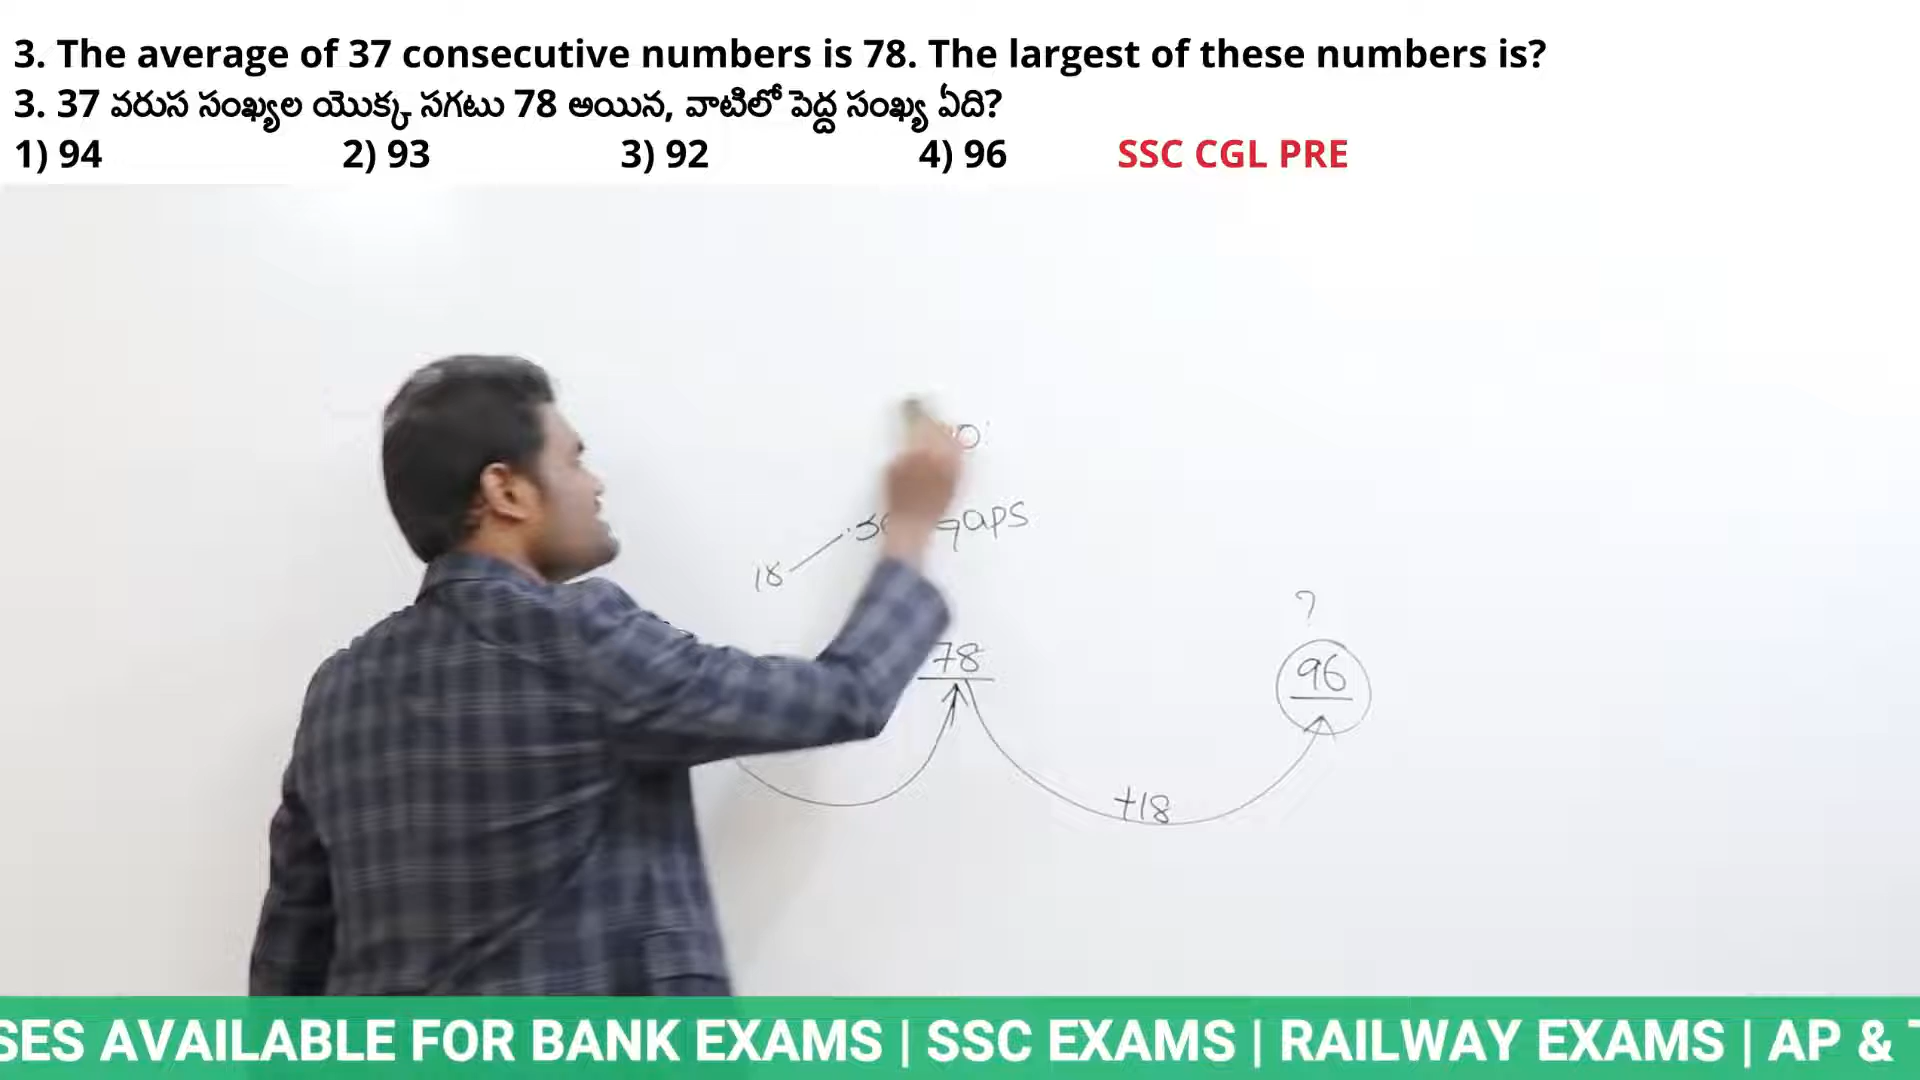 3. The average of 37 consecutive numbers is 78. The largest of these numbers is?
3. 37 వరుస సంఖ్యల యొక్క సగటు 78 అయిన, వాటిలో పెద్ద సంఖ్య ఏది?
1) 94 2) 93 3) 92 4) 96 SSC CGL PRE
gaps
18
?
78 96
+18
SES AVAILABLE FOR BANK EXAMS | SSC EXAMS | RAILWAY EXAMS | AP &